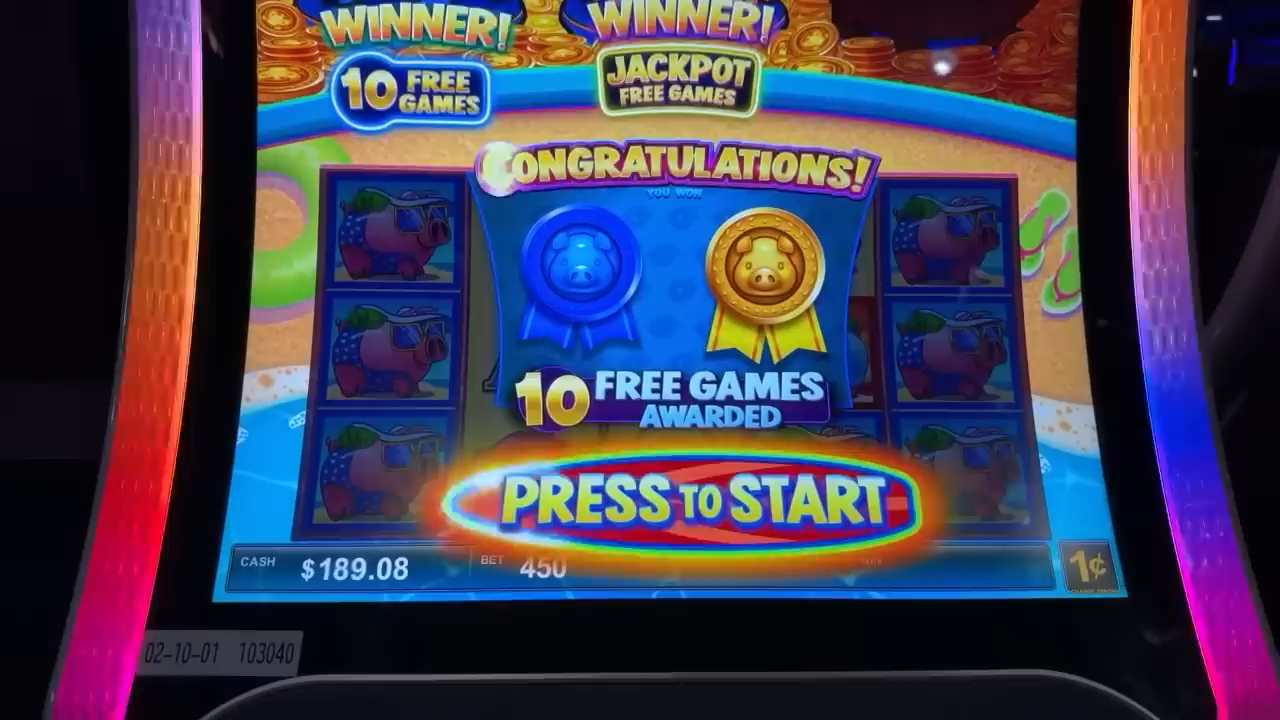 WINNER!
WINNER!
10 FREE GAMES
JACKPOT
FREE GAMES
CONGRATULATIONS!
YOU WON
10 FREE GAMES
AWARDED
PRESS TO START
CASH $189.08 BET 450
1¢
02-10-01 103040